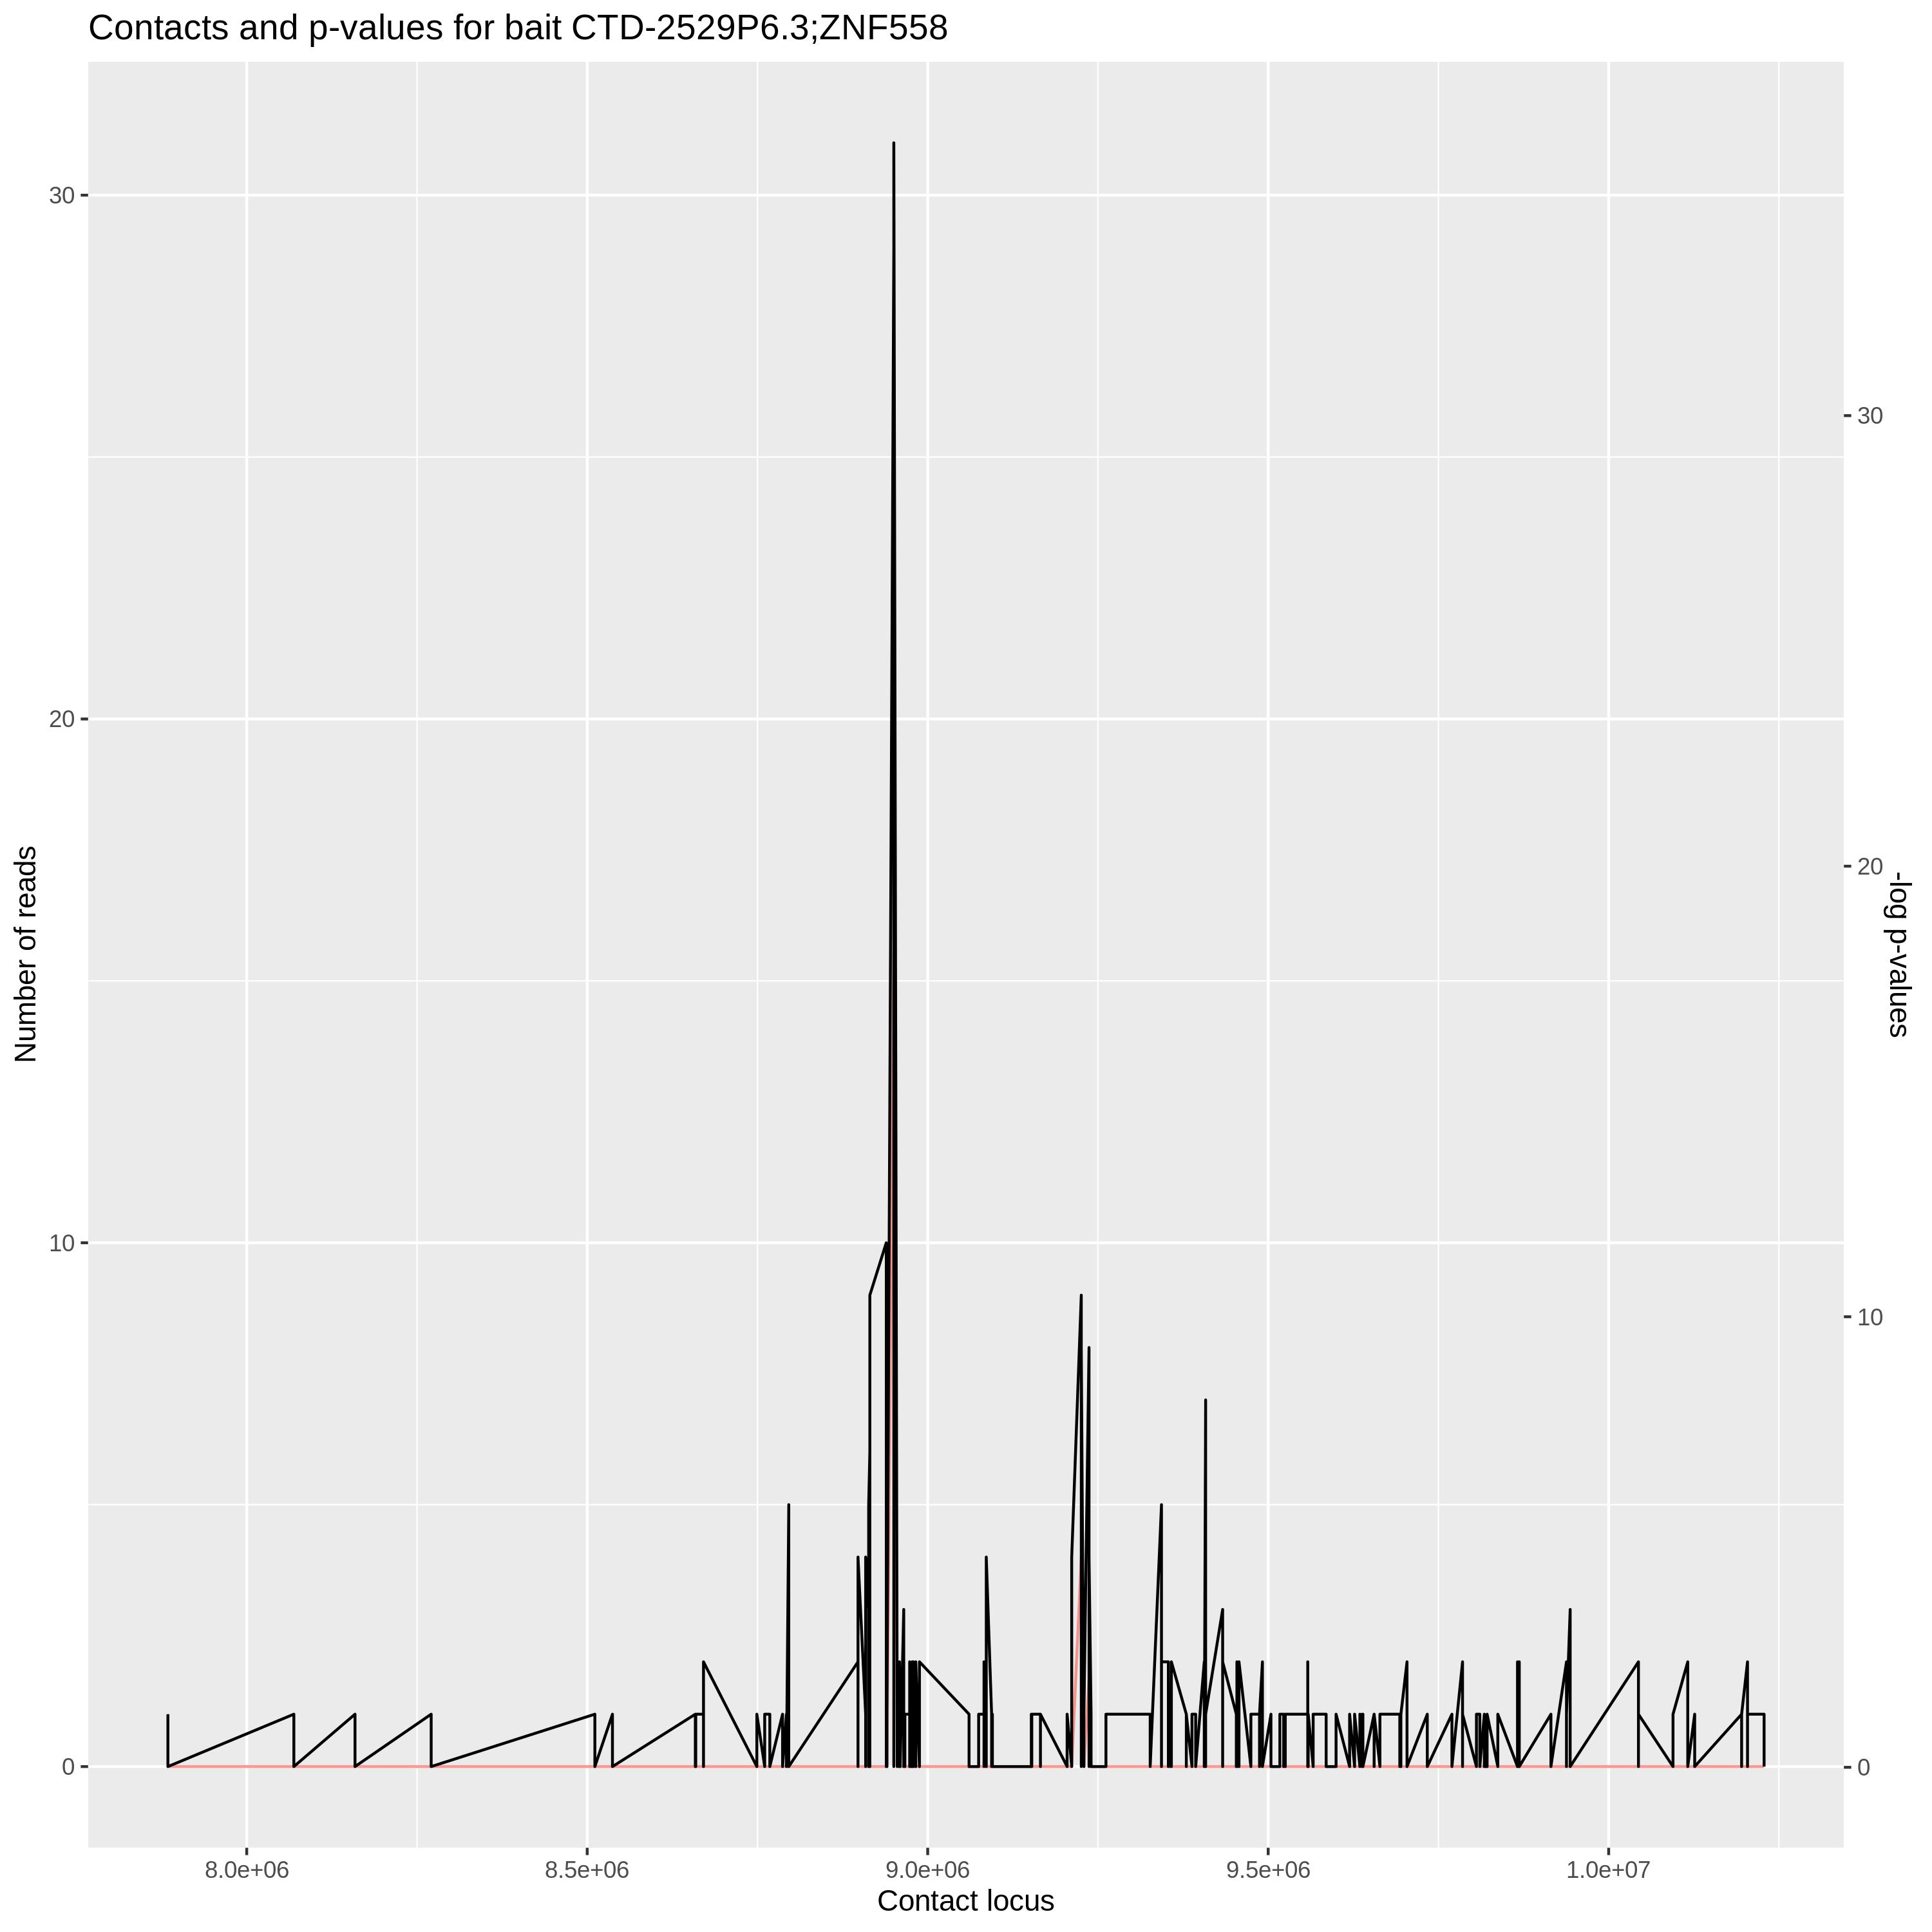 Contacts and p-values for bait CTD-2529P6.3;ZNF558
30
20
10
0
Number of reads
30
20
10
0
-log p-values
8.0e+06
8.5e+06
9.0e+06
9.5e+06
1.0e+07
Contact locus